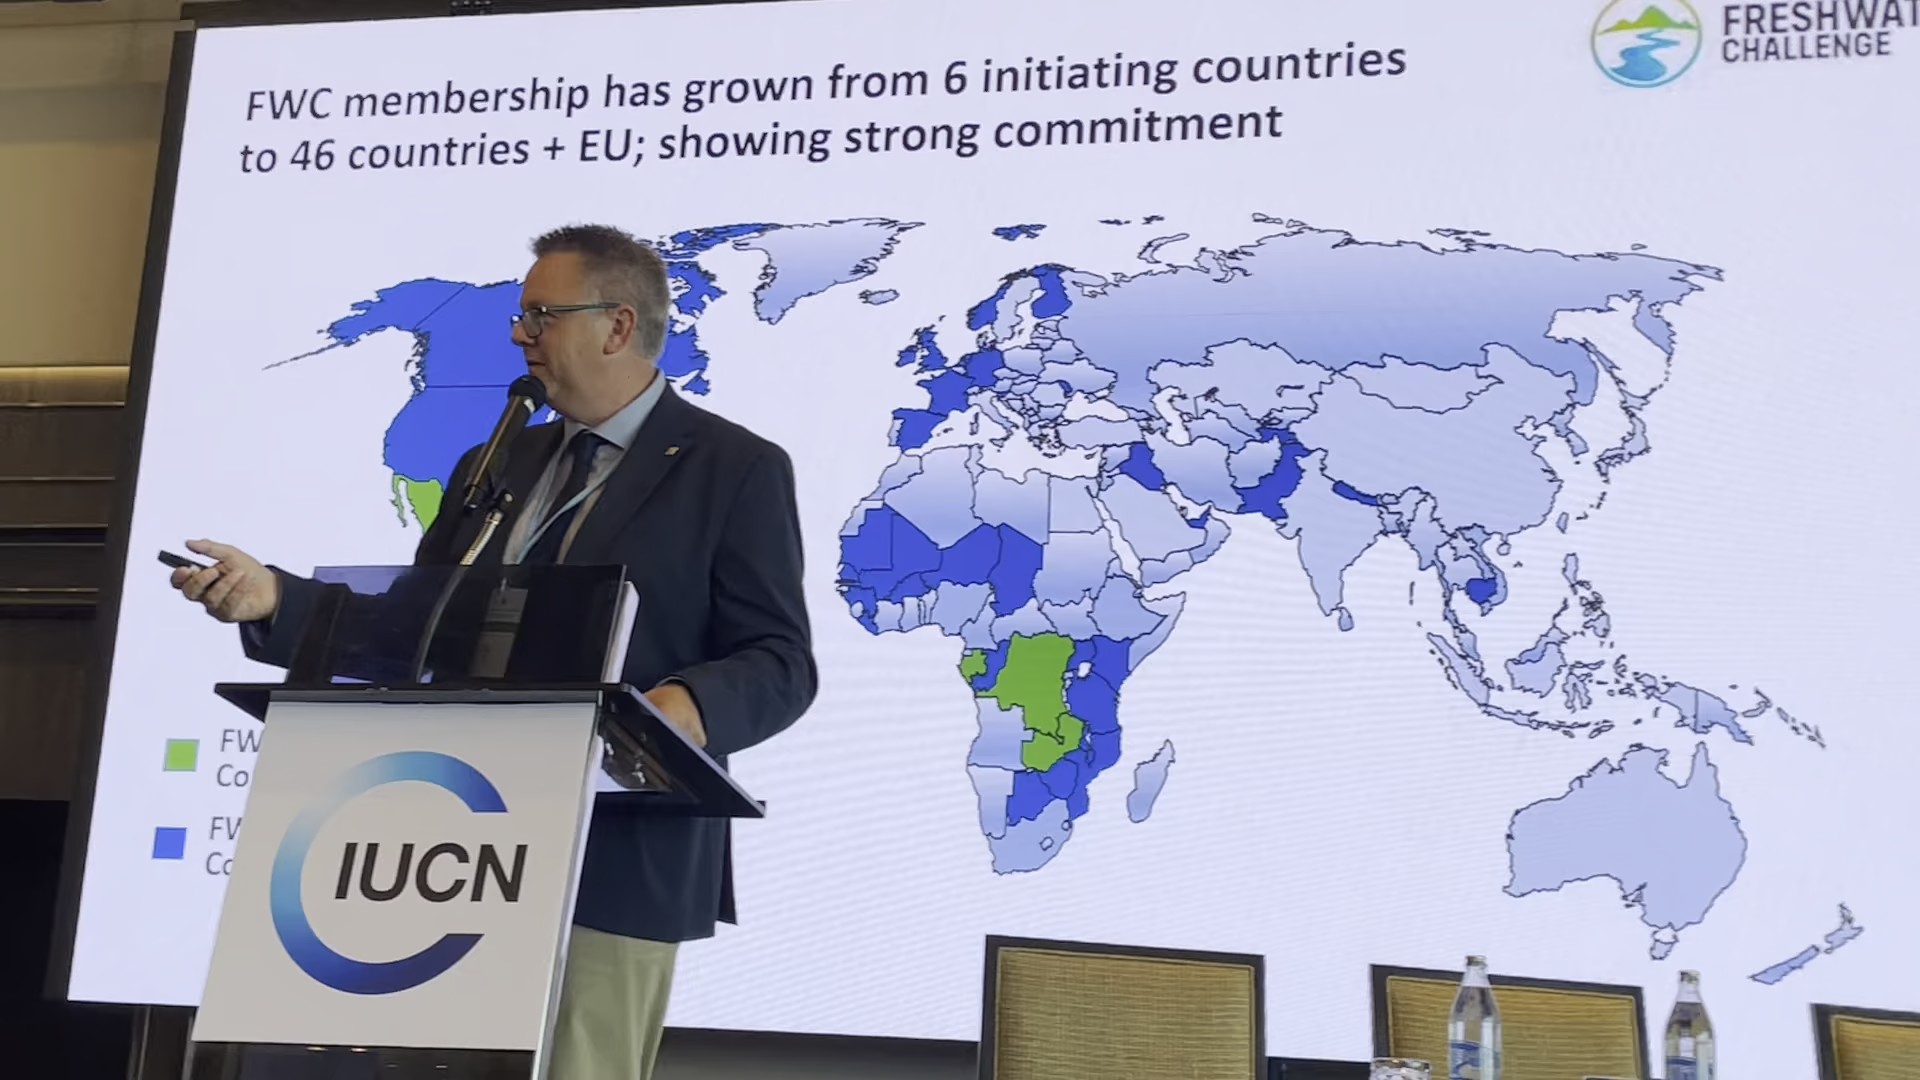 FRESHWAT
CHALLENGE
FWC membership has grown from 6 initiating countries
to 46 countries + EU; showing strong commitment
FW
Co
FW
Co
IUCN